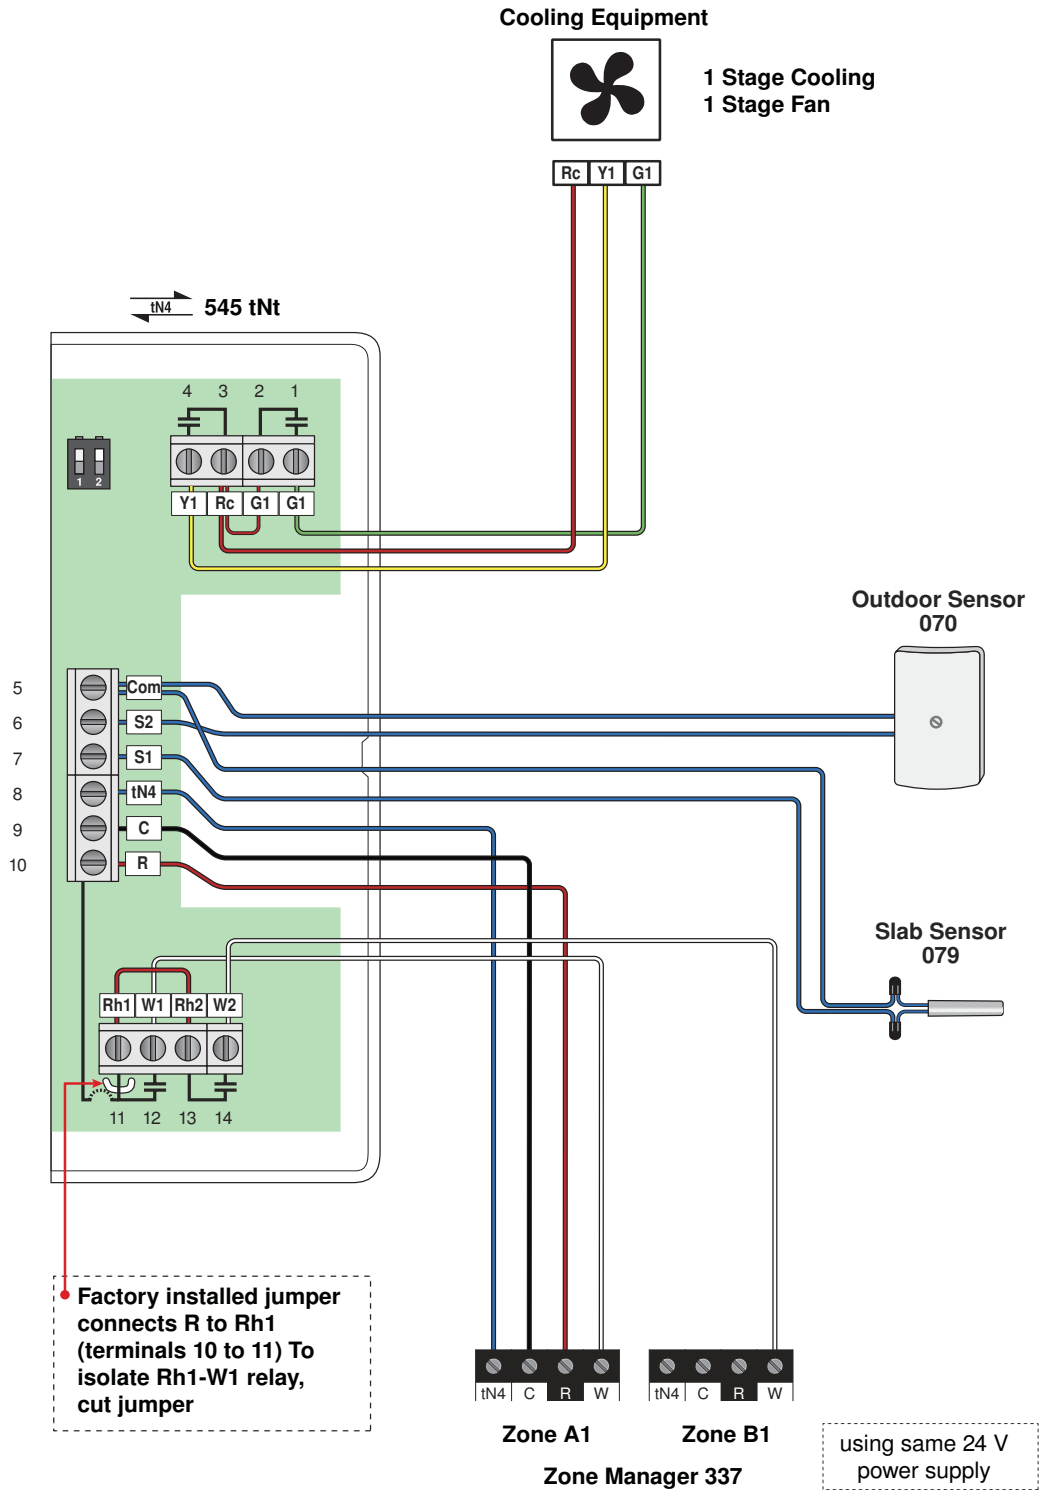 Cooling Equipment
1 Stage Cooling
1 Stage Fan
Rc Y1 G1
tN4 545 tNt
4 3 2 1
1 2
Y1 Rc G1 G1
Outdoor Sensor
070
5 Com
6 S2
7 S1
8 tN4
9 C
10 R
Slab Sensor
079
Rh1 W1 Rh2 W2
11 12 13 14
Factory installed jumper
connects R to Rh1
(terminals 10 to 11) To
isolate Rh1-W1 relay,
cut jumper
tN4 C R W
tN4 C R W
Zone A1
Zone B1
Zone Manager 337
using same 24 V
power supply